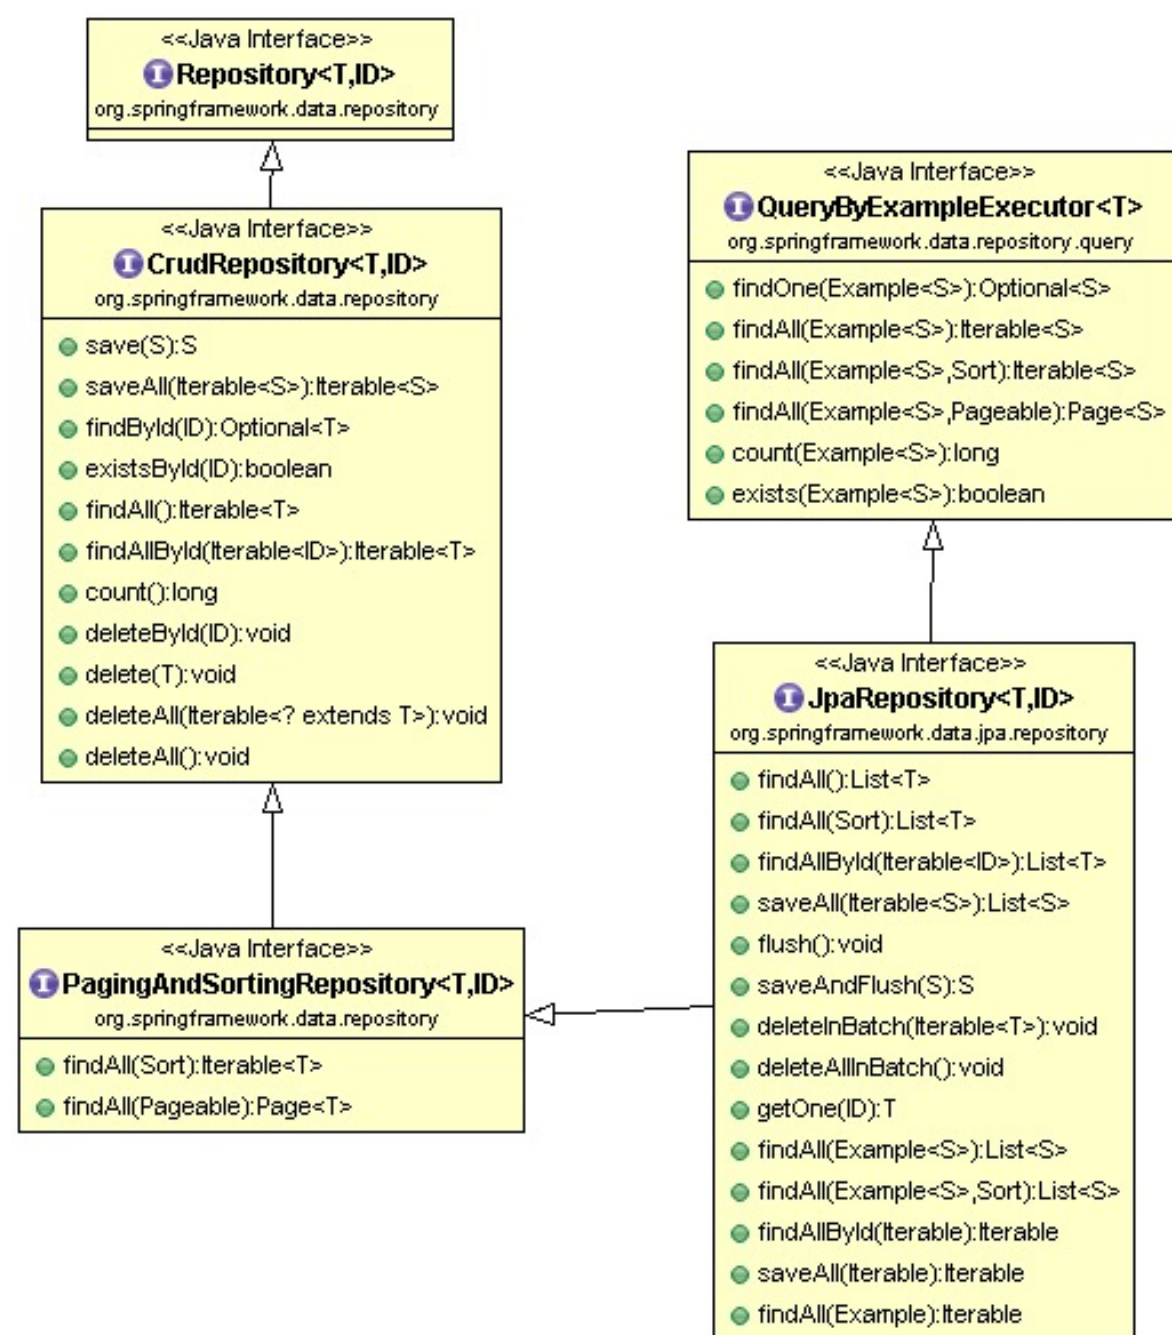 <<Java Interface>>
Repository<T,ID>
org.springframework.data.repository
<<Java Interface>>
CrudRepository<T,ID>
org.springframework.data.repository
save(S):S
saveAll(Iterable<S>):Iterable<S>
findById(ID):Optional<T>
existsById(ID):boolean
findAll():Iterable<T>
findAllById(Iterable<ID>):Iterable<T>
count():long
deleteById(ID):void
delete(T):void
deleteAll(Iterable<? extends T>):void
deleteAll():void
<<Java Interface>>
PagingAndSortingRepository<T,ID>
org.springframework.data.repository
findAll(Sort):Iterable<T>
findAll(Pageable):Page<T>
<<Java Interface>>
QueryByExampleExecutor<T>
org.springframework.data.repository.query
findOne(Example<S>):Optional<S>
findAll(Example<S>):Iterable<S>
findAll(Example<S>,Sort):Iterable<S>
findAll(Example<S>,Pageable):Page<S>
count(Example<S>):long
exists(Example<S>):boolean
<<Java Interface>>
JpaRepository<T,ID>
org.springframework.data.jpa.repository
findAll():List<T>
findAll(Sort):List<T>
findAllById(Iterable<ID>):List<T>
saveAll(Iterable<S>):List<S>
flush():void
saveAndFlush(S):S
deleteInBatch(Iterable<T>):void
deleteAllInBatch():void
getOne(ID):T
findAll(Example<S>):List<S>
findAll(Example<S>,Sort):List<S>
findAllById(Iterable):Iterable
saveAll(Iterable):Iterable
findAll(Example):Iterable